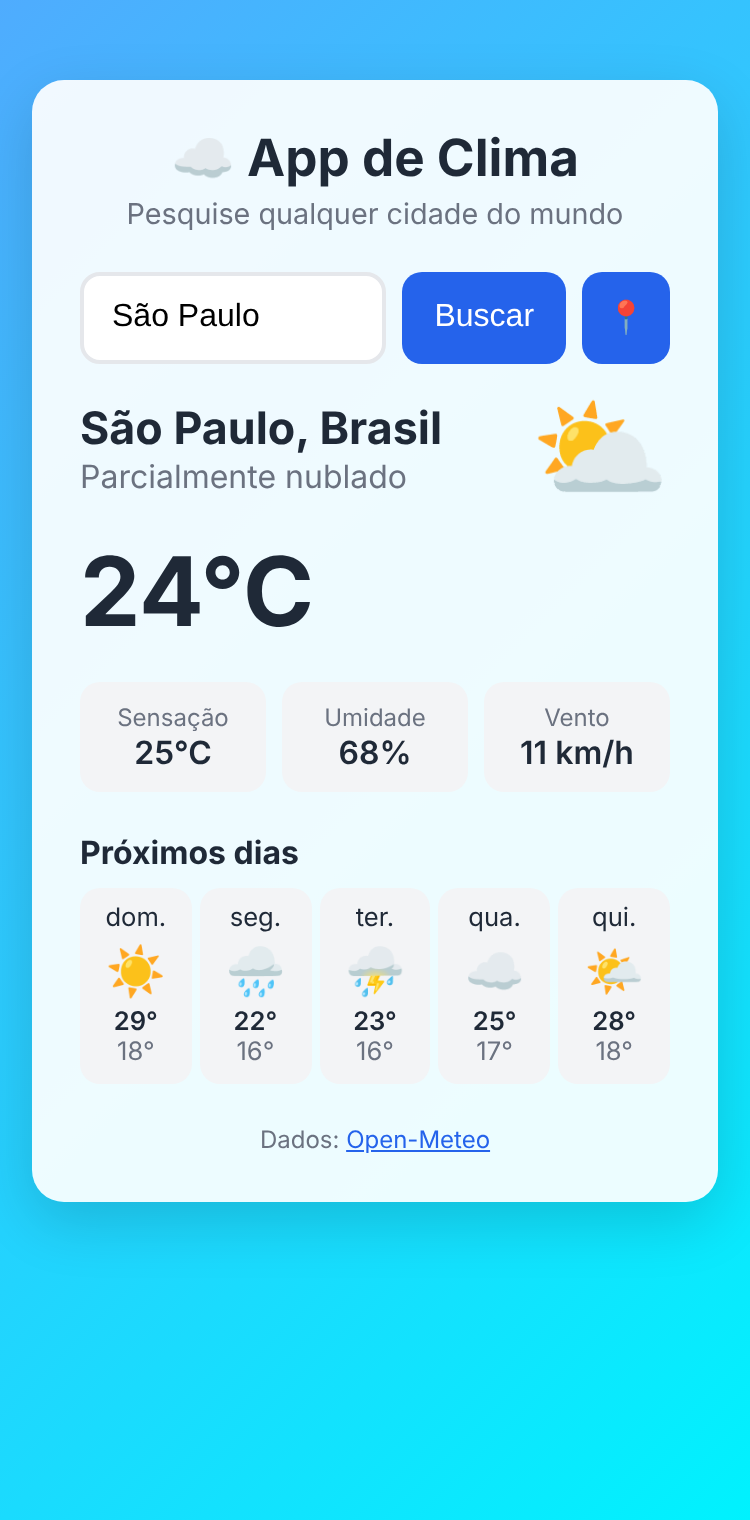 App de Clima
Pesquise qualquer cidade do mundo
São Paulo Buscar
São Paulo, Brasil
Parcialmente nublado
24°C
Sensação Umidade Vento
25°C 68% 11 km/h
Próximos dias
dom. seg. ter. qua. qui.
29° 22° 23° 25° 28°
18° 16° 16° 17° 18°
Dados: Open-Meteo